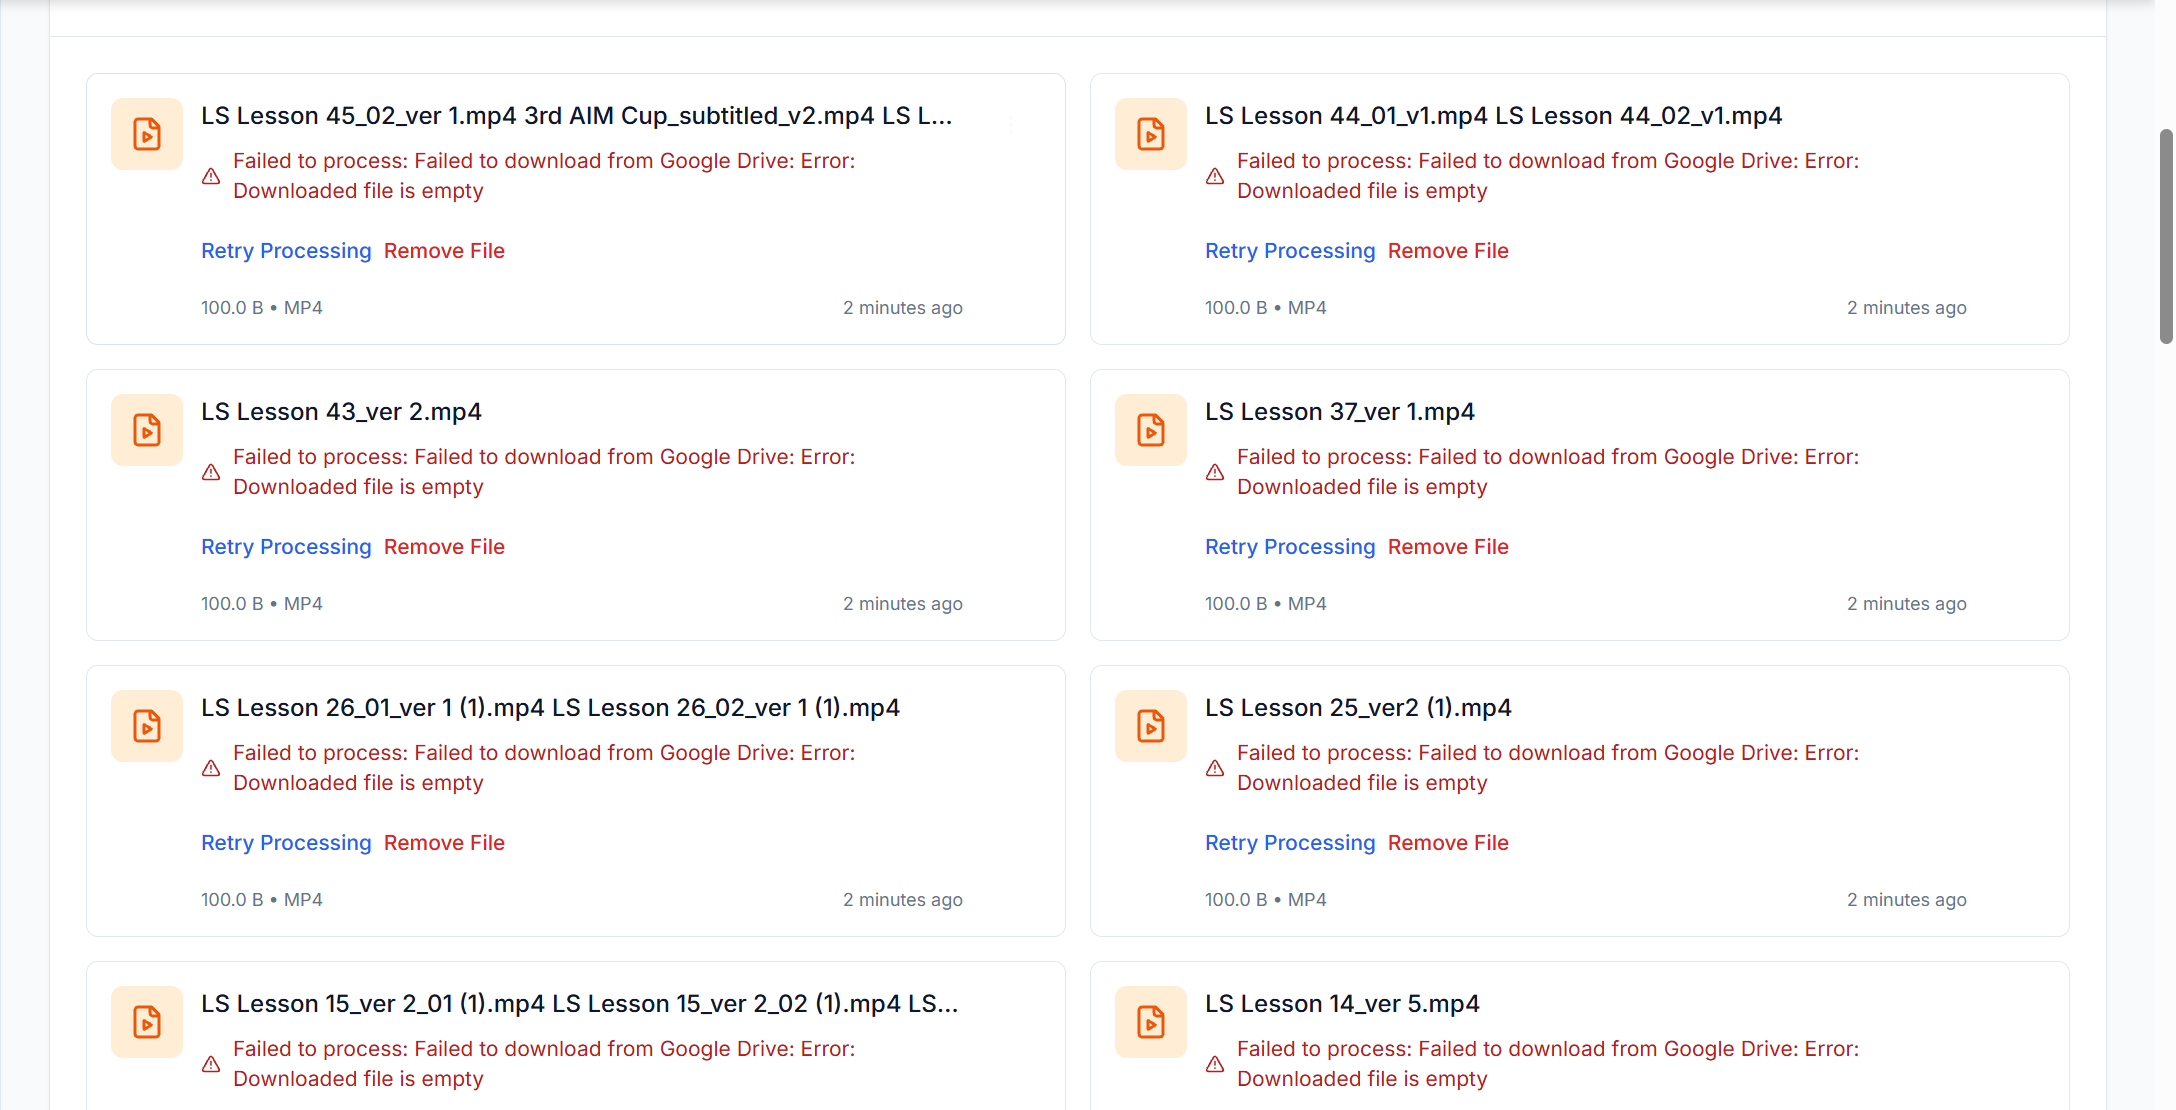 LS Lesson 45_02_ver 1.mp4 3rd AIM Cup_subtitled_v2.mp4 LS L...
Failed to process: Failed to download from Google Drive: Error:
Downloaded file is empty
Retry Processing Remove File
100.0 B • MP4
2 minutes ago
LS Lesson 44_01_v1.mp4 LS Lesson 44_02_v1.mp4
Failed to process: Failed to download from Google Drive: Error:
Downloaded file is empty
Retry Processing Remove File
100.0 B • MP4
2 minutes ago
LS Lesson 43_ver 2.mp4
Failed to process: Failed to download from Google Drive: Error:
Downloaded file is empty
Retry Processing Remove File
100.0 B • MP4
2 minutes ago
LS Lesson 37_ver 1.mp4
Failed to process: Failed to download from Google Drive: Error:
Downloaded file is empty
Retry Processing Remove File
100.0 B • MP4
2 minutes ago
LS Lesson 26_01_ver 1 (1).mp4 LS Lesson 26_02_ver 1 (1).mp4
Failed to process: Failed to download from Google Drive: Error:
Downloaded file is empty
Retry Processing Remove File
100.0 B • MP4
2 minutes ago
LS Lesson 25_ver2 (1).mp4
Failed to process: Failed to download from Google Drive: Error:
Downloaded file is empty
Retry Processing Remove File
100.0 B • MP4
2 minutes ago
LS Lesson 15_ver 2_01 (1).mp4 LS Lesson 15_ver 2_02 (1).mp4 LS...
Failed to process: Failed to download from Google Drive: Error:
Downloaded file is empty
LS Lesson 14_ver 5.mp4
Failed to process: Failed to download from Google Drive: Error:
Downloaded file is empty